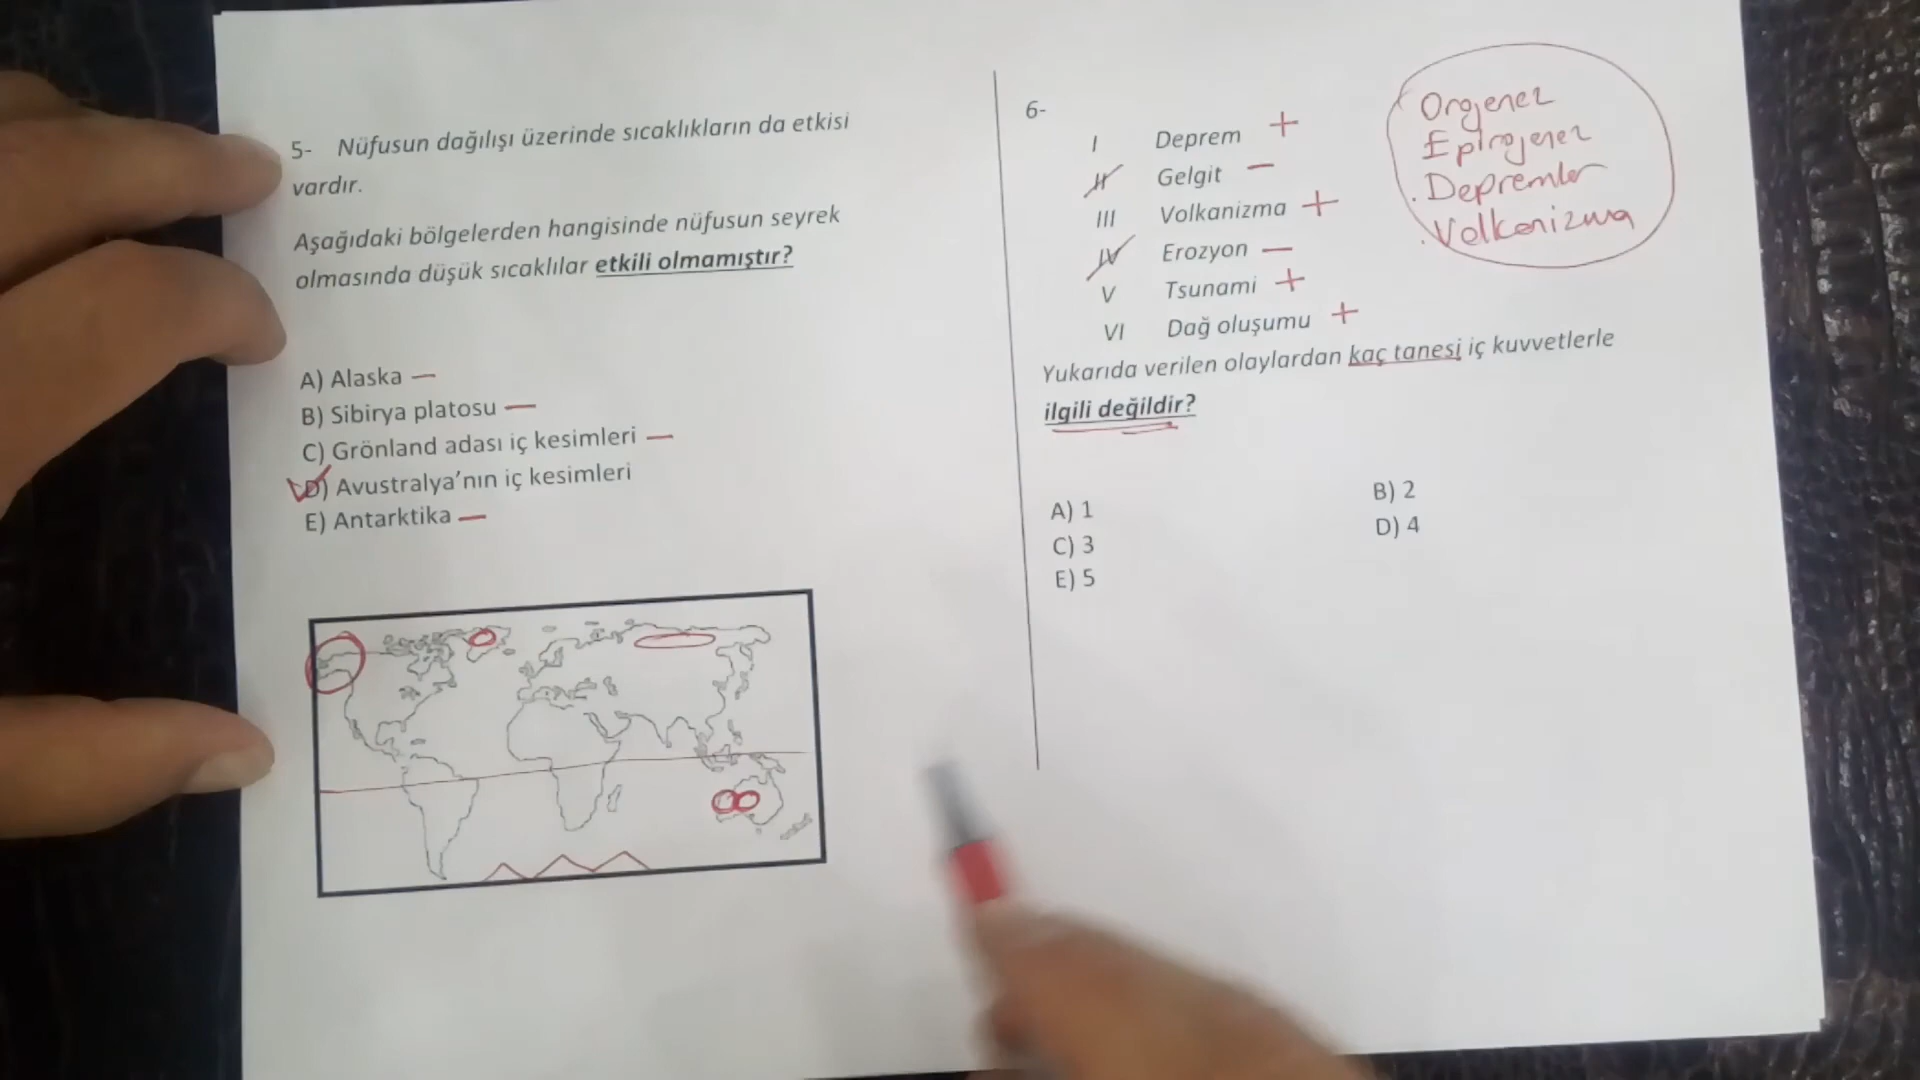 5- Nüfusun dağılışı üzerinde sıcaklıkların da etkisi
vardır.
Aşağıdaki bölgelerden hangisinde nüfusun seyrek
olmasında düşük sıcaklılar etkili olmamıştır?
A) Alaska —
B) Sibirya platosu —
C) Grönland adası iç kesimleri —
D) Avustralya’nın iç kesimleri
E) Antarktika —
6-
I Deprem +
II Gelgit —
III Volkanizma +
IV Erozyon —
V Tsunami +
VI Dağ oluşumu +
Yukarıda verilen olaylardan kaç tanesi iç kuvvetlerle
ilgili değildir?
A) 1
B) 2
C) 3
D) 4
E) 5
Orojenez
Epirojenez
. Depremler
. Volkanizma